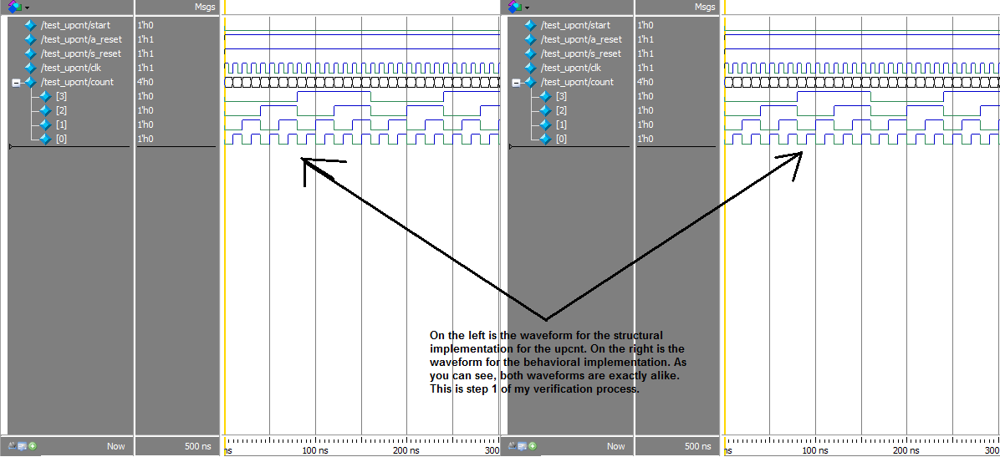 Msgs
/test_upcnt/start 1'h0
/test_upcnt/a_reset 1'h1
/test_upcnt/s_reset 1'h1
/test_upcnt/clk 1'h1
/test_upcnt/count 4'h0
[3] 1'h0
[2] 1'h0
[1] 1'h0
[0] 1'h0
Now 500 ns
ns 100 ns 200 ns 300
Msgs
/test_upcnt/start 1'h0
/test_upcnt/a_reset 1'h1
/test_upcnt/s_reset 1'h1
/test_upcnt/clk 1'h1
/test_upcnt/count 4'h0
[3] 1'h0
[2] 1'h0
[1] 1'h0
[0] 1'h0
Now 500 ns
ns 100 ns 200 ns 300
On the left is the waveform for the structural
implementation for the upcnt. On the right is the
waveform for the behavioral implementation. As
you can see, both waveforms are exactly alike.
This is step 1 of my verification process.